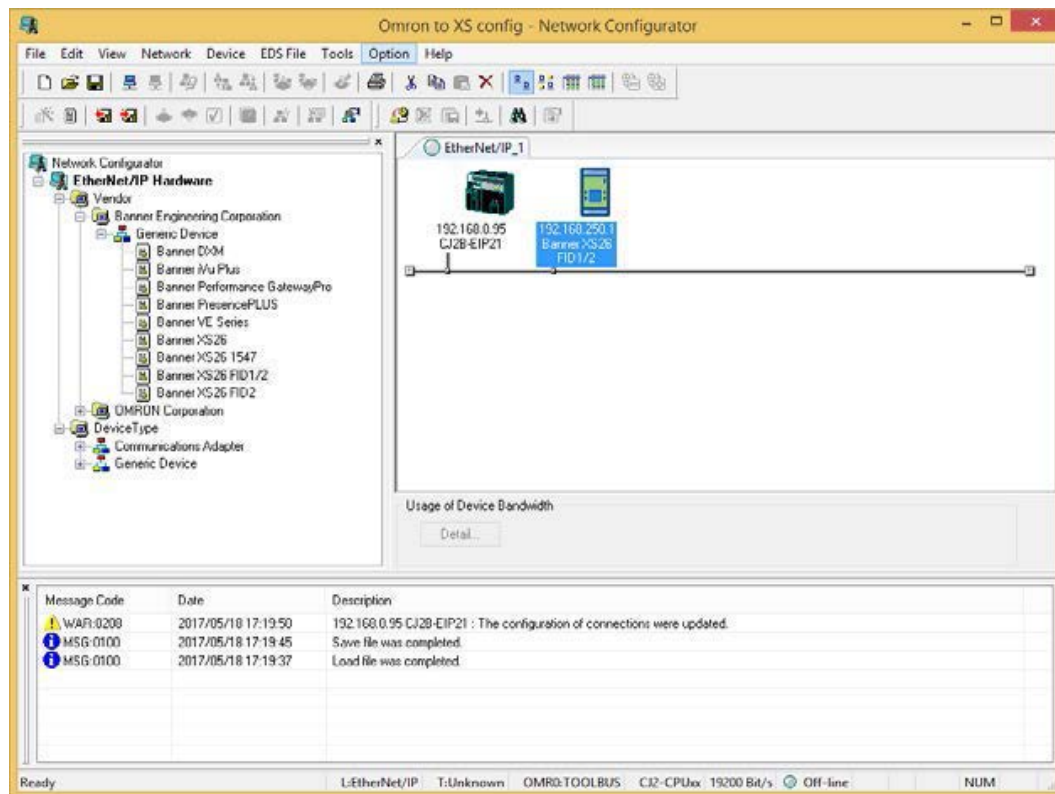 Omron to XS config - Network Configurator
File Edit View Network Device EDS File Tools Option Help
EtherNet/IP_1
Network Configurator
EtherNet/IP Hardware
Vendor
Banner Engineering Corporation
Generic Device
Banner DXM
Banner iVu Plus
Banner Performance GatewayPro
Banner PresencePLUS
Banner VE Series
Banner XS26
Banner XS26 1547
Banner XS26 FID1/2
Banner XS26 FID2
OMRON Corporation
DeviceType
Communications Adapter
Generic Device
192.168.0.95
CJ2B-EIP21
192.168.250.1
Banner XS26
FID1/2
Usage of Device Bandwidth
Detail...
Message Code Date Description
WAR:0208 2017/05/18 17:19:50 192.168.0.95 CJ2B-EIP21 : The configuration of connections were updated.
MSG:0100 2017/05/18 17:19:45 Save file was completed.
MSG:0100 2017/05/18 17:19:37 Load file was completed.
Ready L:EtherNet/IP T:Unknown OMR0:TOOLBUS CJ2-CPUxx 19200 Bit/s Off-line NUM